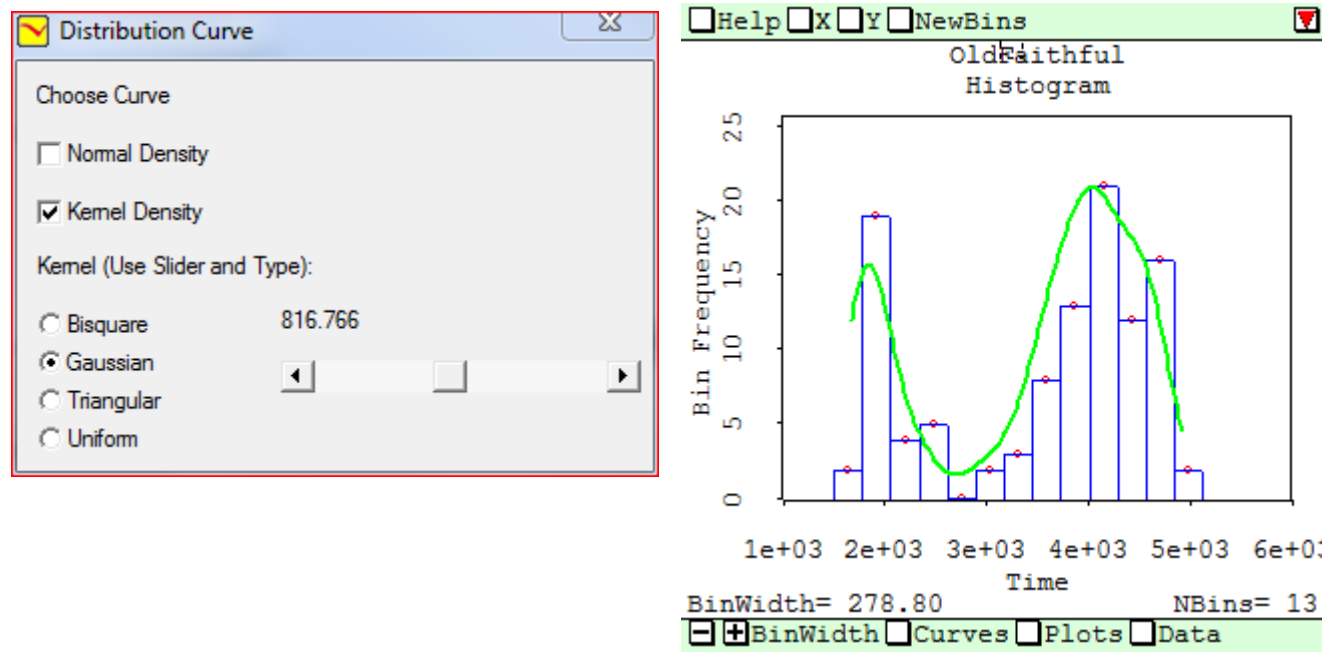 Distribution Curve
Choose Curve
Normal Density
Kernel Density
Kernel (Use Slider and Type):
Bisquare
816.766
Gaussian
Triangular
Uniform
Help X Y NewBins
OldFaithful
Histogram
25
20
15
10
5
0
Bin Frequency
1e+03 2e+03 3e+03 4e+03 5e+03 6e+03
Time
BinWidth= 278.80 NBins= 13
- + BinWidth Curves Plots Data